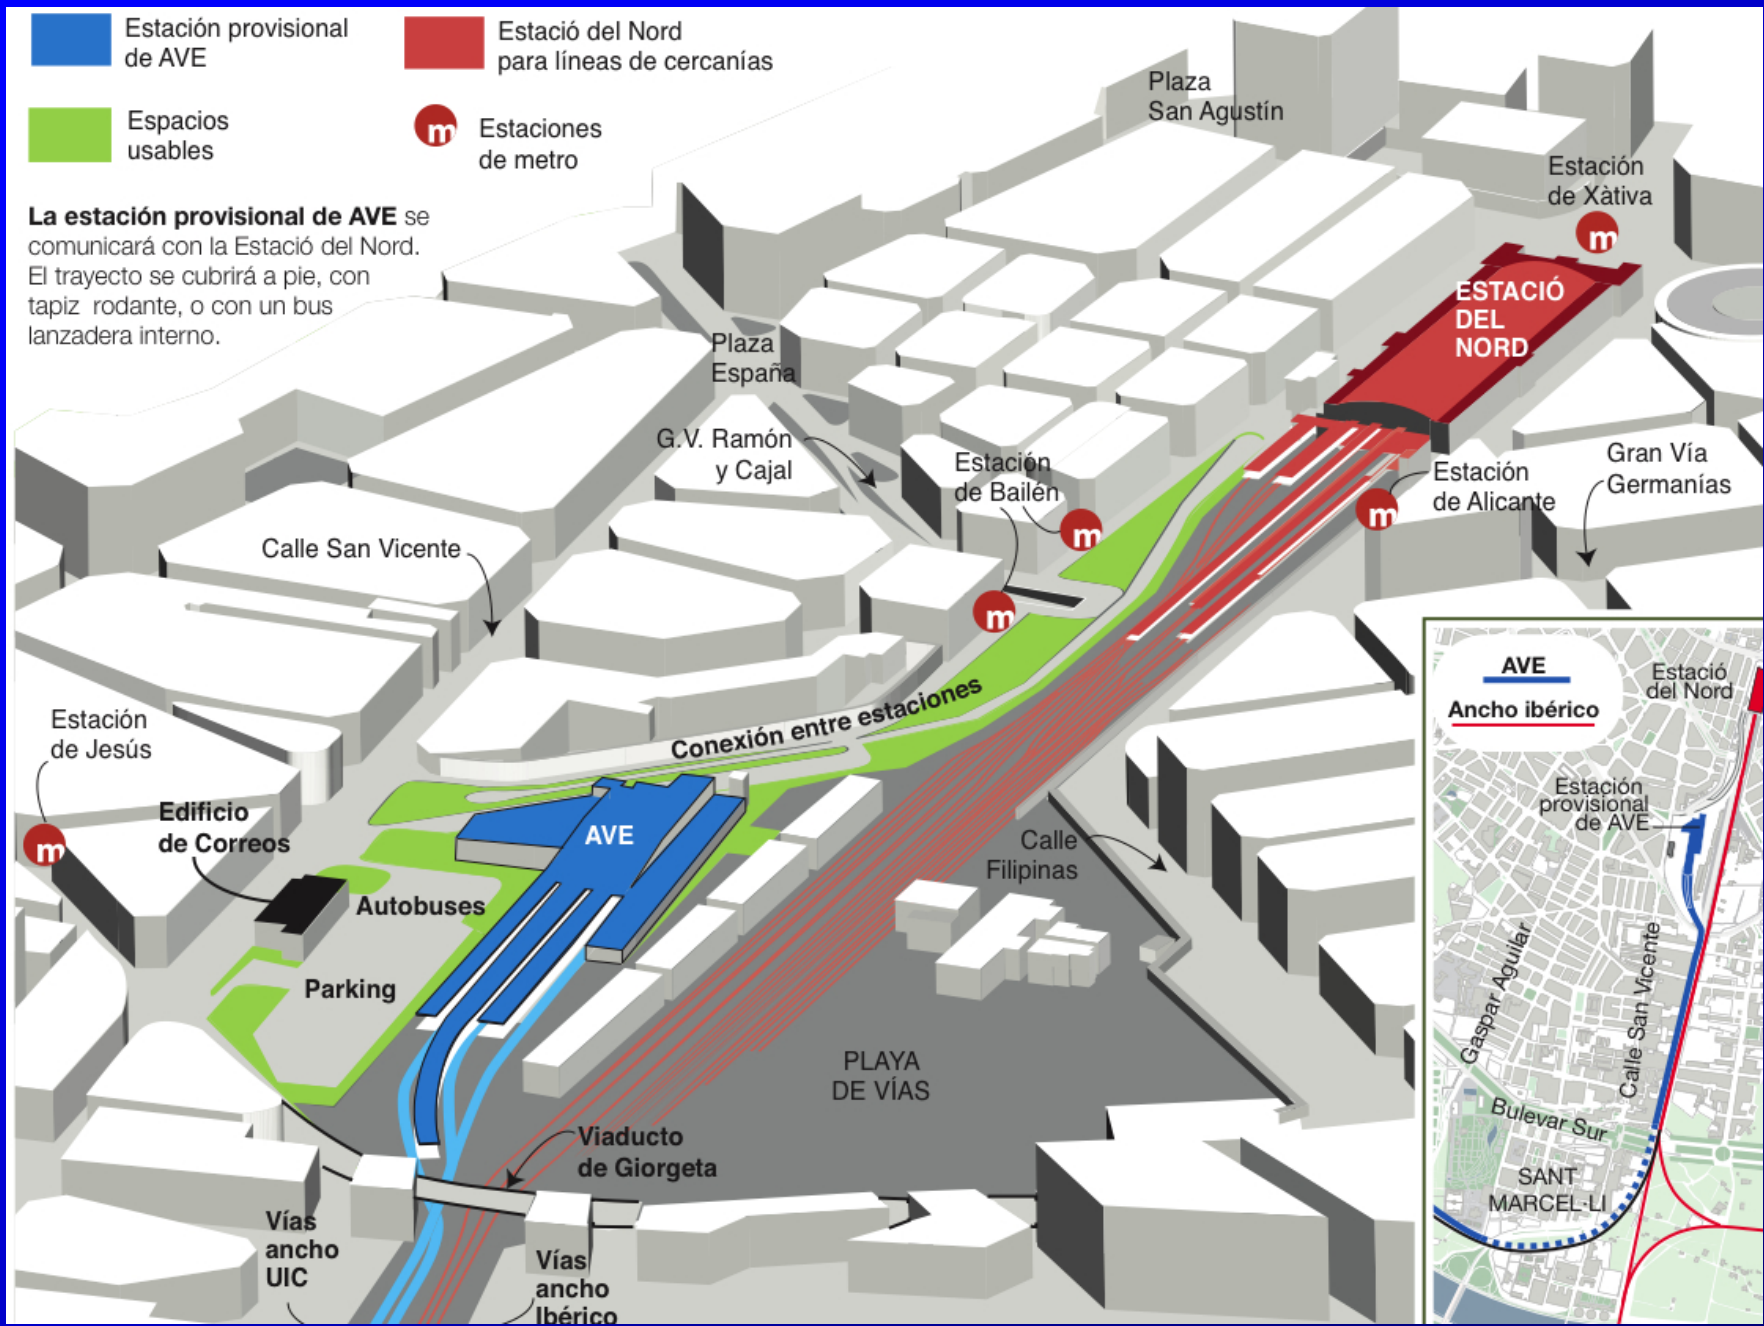 Estación provisional
de AVE
Estació del Nord
para líneas de cercanías
Espacios
usables
m
Estaciones
de metro
La estación provisional de AVE se
comunicará con la Estació del Nord.
El trayecto se cubrirá a pie, con
tapiz rodante, o con un bus
lanzadera interno.
Plaza
San Agustín
Estación
de Xàtiva
m
ESTACIÓ
DEL
NORD
Plaza
España
G.V. Ramón
y Cajal
Estación
de Bailén
m
m
Estación
de Alicante
m
Gran Vía
Germanías
Calle San Vicente
Conexión entre estaciones
Estación
de Jesús
m
Edificio
de Correos
AVE
Autobuses
Parking
Calle
Filipinas
PLAYA
DE VÍAS
Viaducto
de Giorgeta
Vías
ancho
UIC
Vías
ancho
Ibérico
AVE
Ancho ibérico
Estació
del Nord
Estación
provisional
de AVE
Gaspar Aguilar
Calle San Vicente
Bulevar Sur
SANT
MARCEL·LI